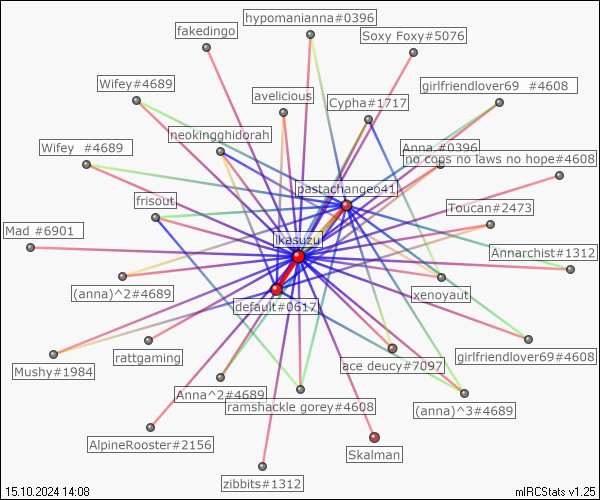 hypomanianna#0396
fakedingo
Soxy Foxy#5076
Wifey#4689
girlfriendlover69 #4608
avelicious
Cypha#1717
neokingghidorah
Wifey #4689
Anna.#0396
no cops no laws no hope#4608
pastachangeo41
frisout
Toucan#2473
Mad #6901
ikasuzu
Annarchist#1312
(anna)^2#4689
xenoyaut
default#0617
rattgaming
girlfriendlover69#4608
ace deucy#7097
Mushy#1984
Anna^2#4689
ramshackle gorey#4608
(anna)^3#4689
AlpineRooster#2156
Skalman
zibbits#1312
15.10.2024 14:08
mIRCStats v1.25